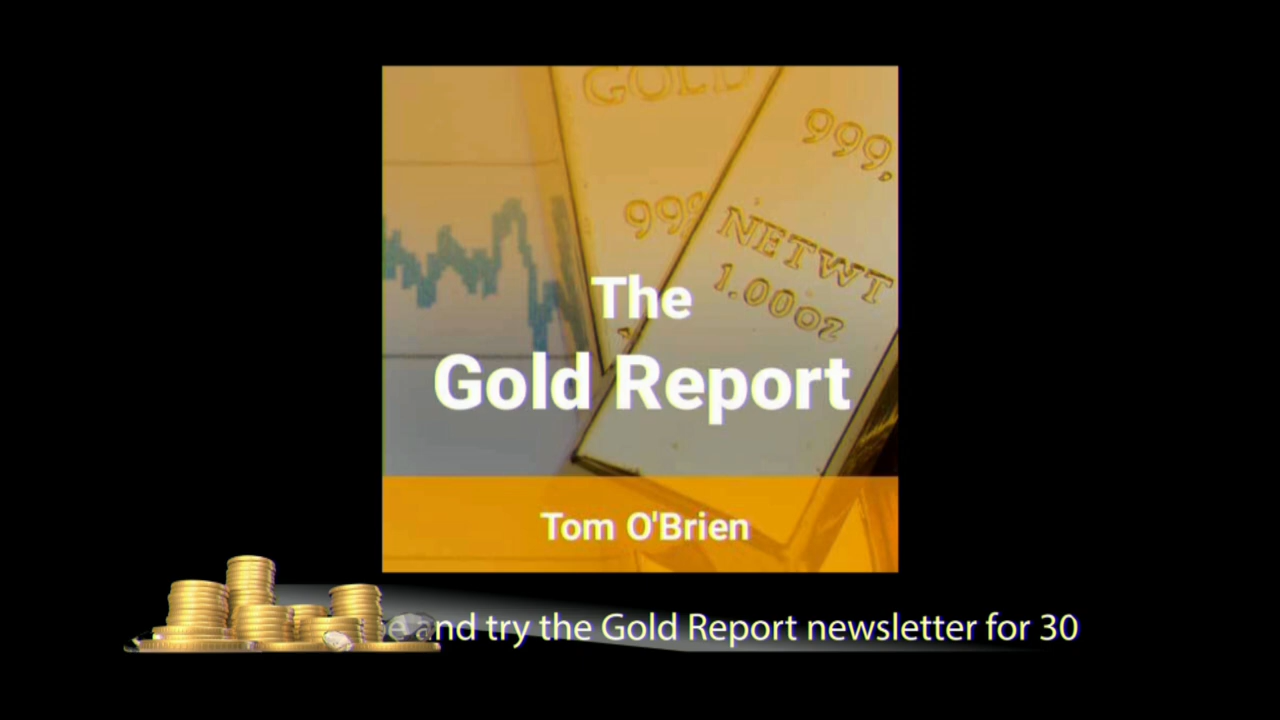 GOLD
999.
999
NETWT
1.00oz
The
Gold Report
Tom O'Brien
and try the Gold Report newsletter for 30